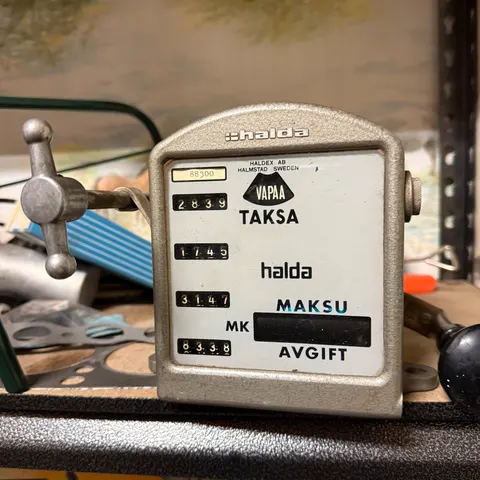 halda
HALDEX AB
HALMSTAD SWEDEN
68300
VAPAA
2839
TAKSA
1745
halda
3147
MAKSU
MK
8338
AVGIFT